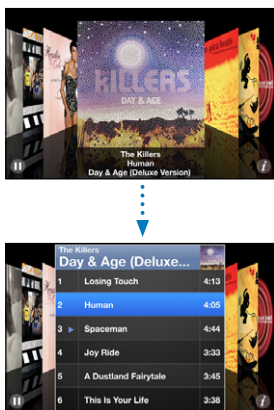 KILLERS
DAY & AGE
The Killers
Human
Day & Age (Deluxe Version)
The Killers
Day & Age (Deluxe...
1 Losing Touch 4:13
2 Human 4:05
3 Spaceman 4:44
4 Joy Ride 3:33
5 A Dustland Fairytale 3:45
6 This Is Your Life 3:38